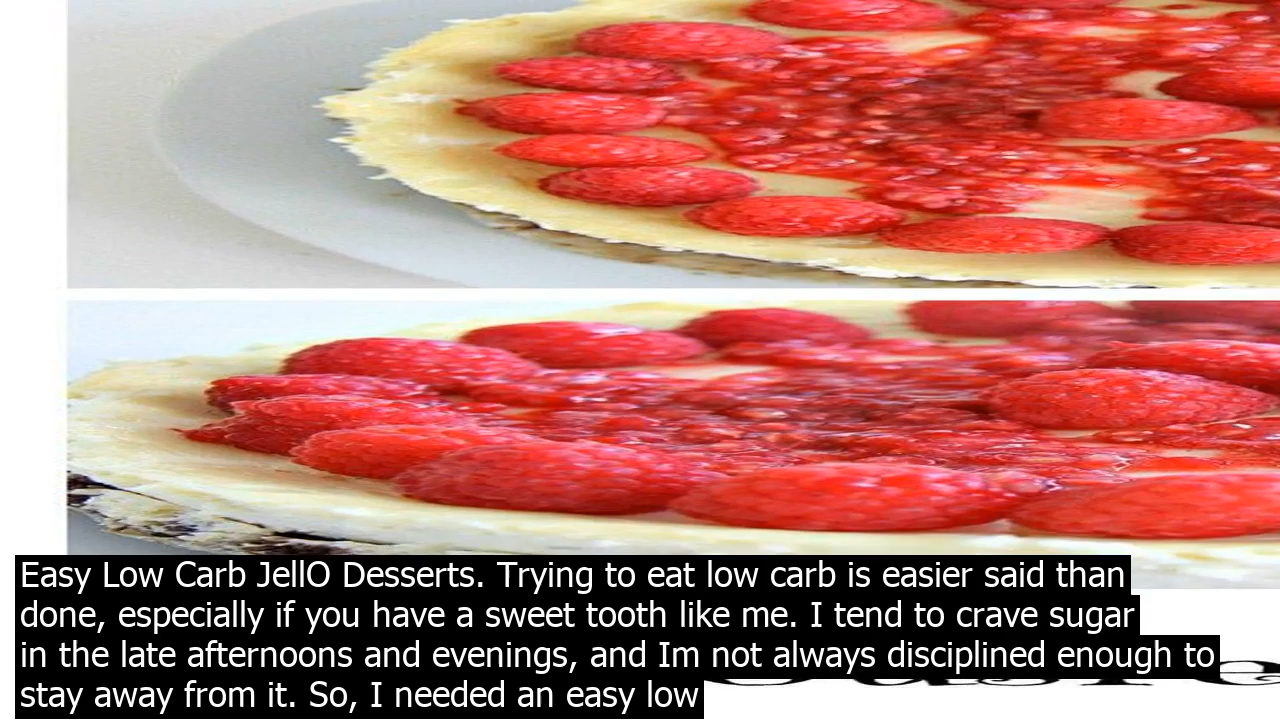 Easy Low Carb JellO Desserts. Trying to eat low carb is easier said than
done, especially if you have a sweet tooth like me. I tend to crave sugar
in the late afternoons and evenings, and Im not always disciplined enough to
stay away from it. So, I needed an easy low